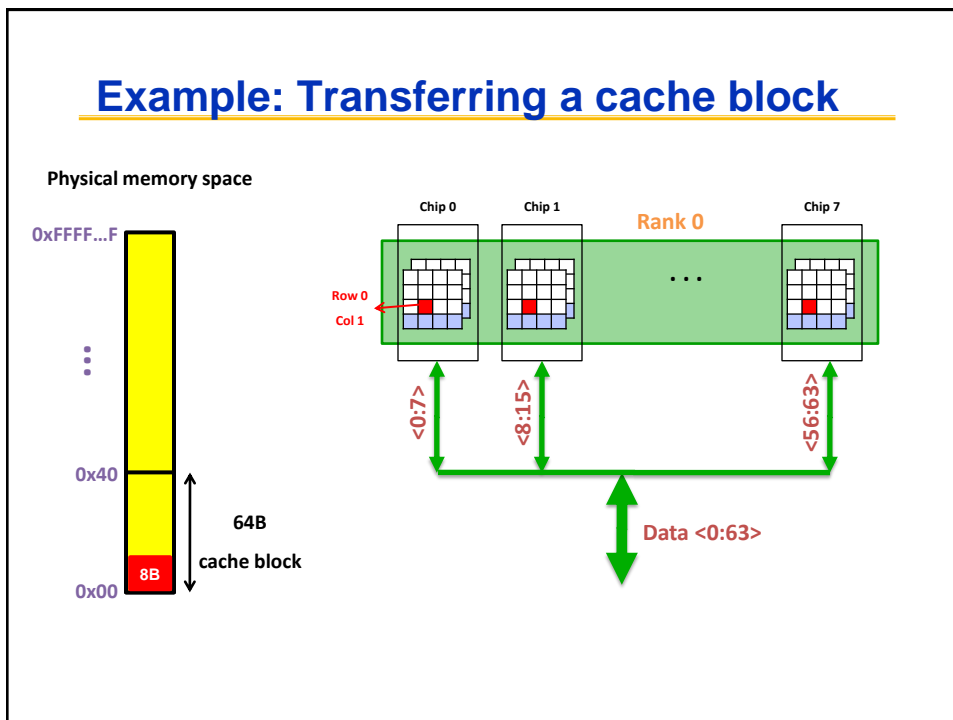 Example: Transferring a cache block
Physical memory space
0xFFFF...F
⋮
0x40
64B
cache block
8B
0x00
Chip 0
Chip 1
Chip 7
Rank 0
. . .
Row 0
Col 1
<0:7>
<8:15>
<56:63>
Data <0:63>